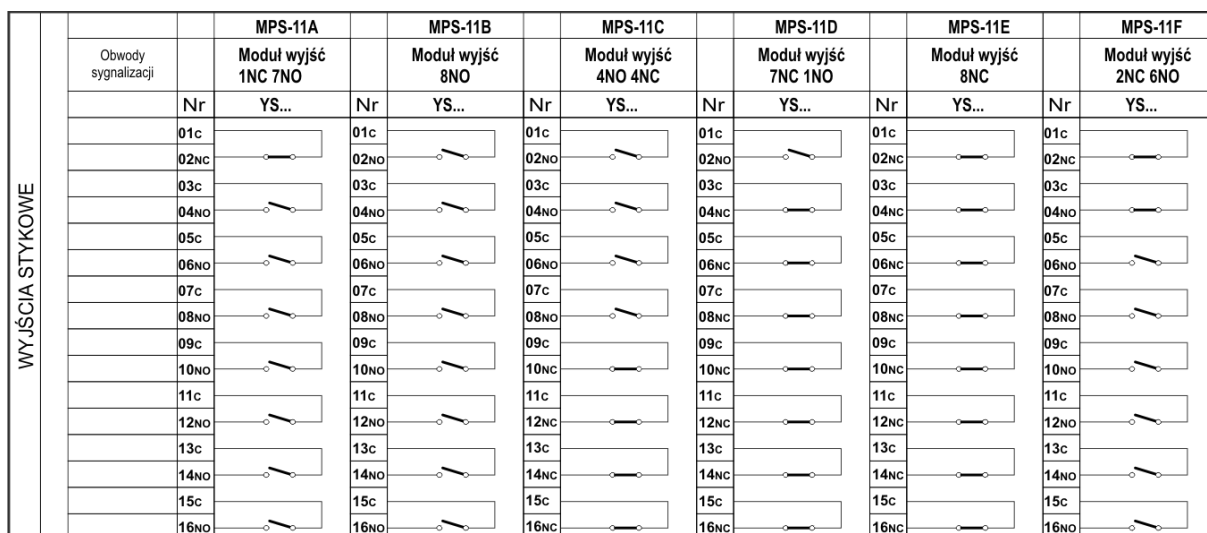 MPS-11A MPS-11B MPS-11C MPS-11D MPS-11E MPS-11F
Obwody sygnalizacji Moduł wyjść 1NC 7NO Moduł wyjść 8NO Moduł wyjść 4NO 4NC Moduł wyjść 7NC 1NO Moduł wyjść 8NC Moduł wyjść 2NC 6NO
Nr YS... Nr YS... Nr YS... Nr YS... Nr YS... Nr YS...
WYJŚCIA STYKOWE
01C 01C 01C 01C 01C 01C
02NC 02NO 02NO 02NO 02NC 02NC
03C 03C 03C 03C 03C 03C
04NO 04NO 04NO 04NC 04NC 04NO
05C 05C 05C 05C 05C 05C
06NO 06NO 06NO 06NC 06NC 06NO
07C 07C 07C 07C 07C 07C
08NO 08NO 08NO 08NC 08NC 08NO
09C 09C 09C 09C 09C 09C
10NO 10NO 10NC 10NC 10NC 10NO
11C 11C 11C 11C 11C 11C
12NO 12NO 12NC 12NC 12NC 12NO
13C 13C 13C 13C 13C 13C
14NO 14NO 14NC 14NC 14NC 14NO
15C 15C 15C 15C 15C 15C
16NO 16NO 16NC 16NC 16NC 16NO